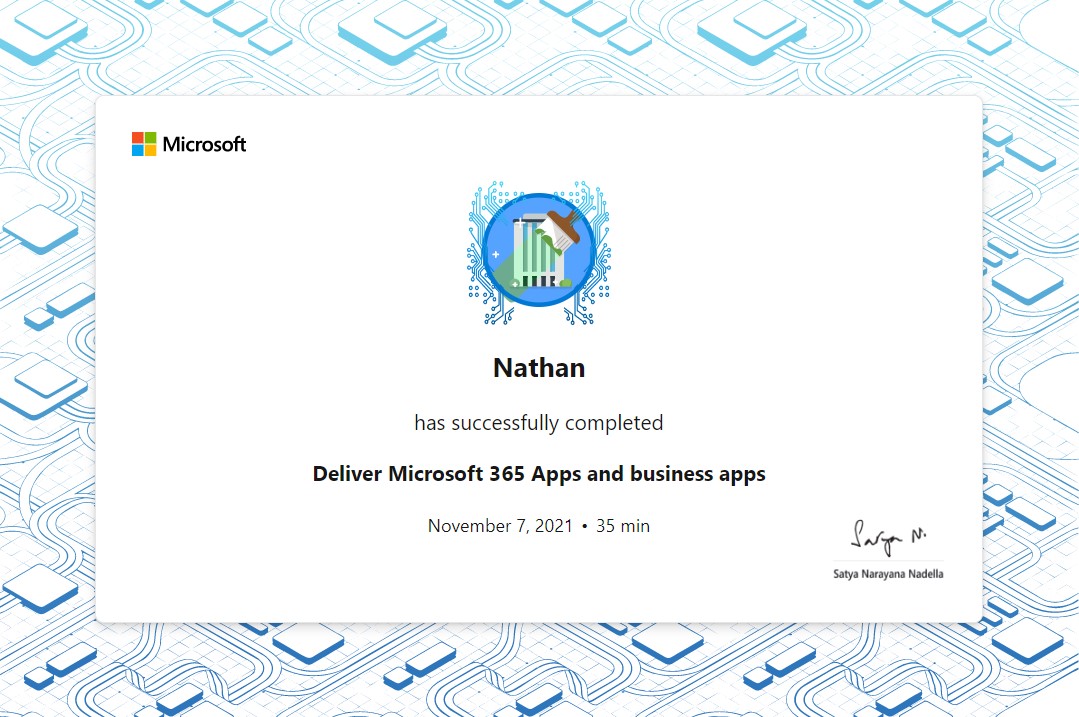 Microsoft
Nathan
has successfully completed
Deliver Microsoft 365 Apps and business apps
November 7, 2021 • 35 min
Satya N.
Satya Narayana Nadella